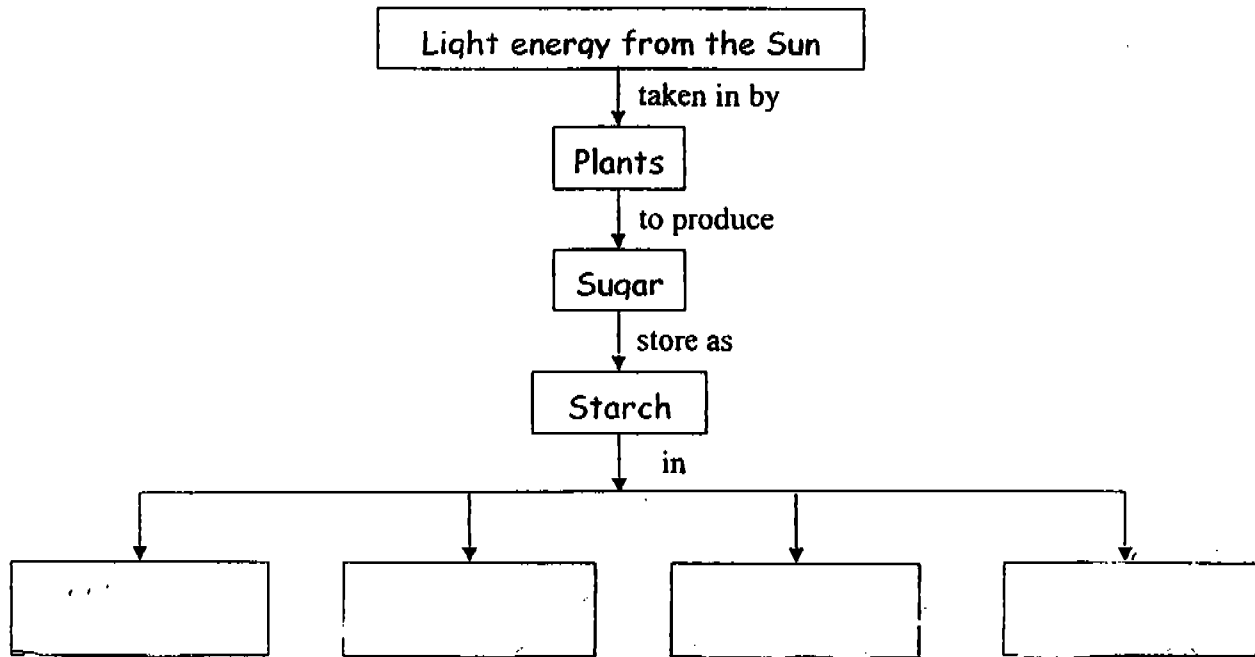 Light energy from the Sun
taken in by
Plants
to produce
Sugar
store as
Starch
in